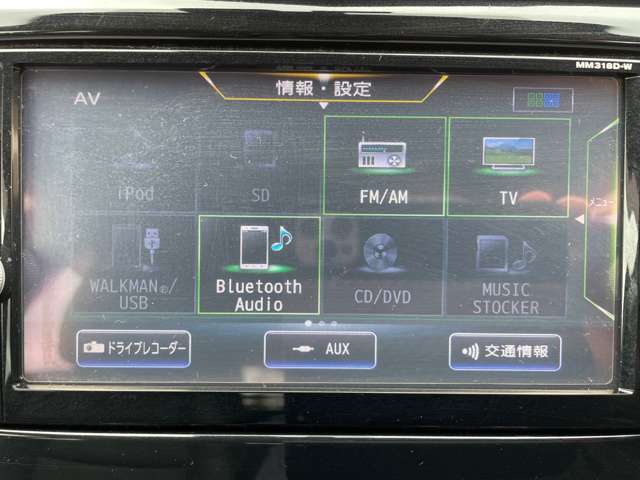 MM318D-W
情報・設定
AV
iPod
SD
FM/AM
TV
メニュー
WALKMAN®/
USB
Bluetooth
Audio
CD/DVD
MUSIC
STOCKER
ドライブレコーダー
AUX
交通情報